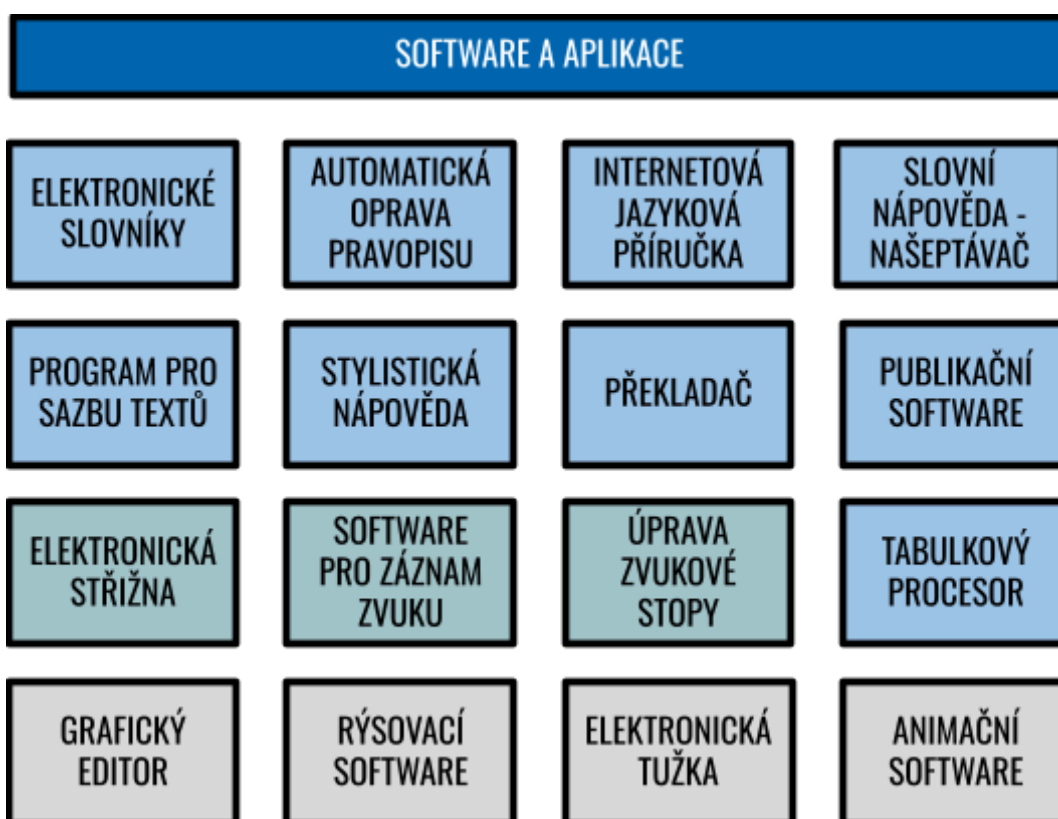 SOFTWARE A APLIKACE
ELEKTRONICKÉ
SLOVNÍKY
AUTOMATICKÁ
OPRAVA
PRAVOPISU
INTERNETOVÁ
JAZYKOVÁ
PŘÍRUČKA
SLOVNÍ
NÁPOVĚDA -
NAŠEPTÁVAČ
PROGRAM PRO
SAZBU TEXTŮ
STYLISTICKÁ
NÁPOVĚDA
PŘEKLADAČ
PUBLIKAČNÍ
SOFTWARE
ELEKTRONICKÁ
STŘIŽNA
SOFTWARE
PRO ZÁZNAM
ZVUKU
ÚPRAVA
ZVUKOVÉ
STOPY
TABULKOVÝ
PROCESOR
GRAFICKÝ
EDITOR
RÝSOVACÍ
SOFTWARE
ELEKTRONICKÁ
TUŽKA
ANIMAČNÍ
SOFTWARE